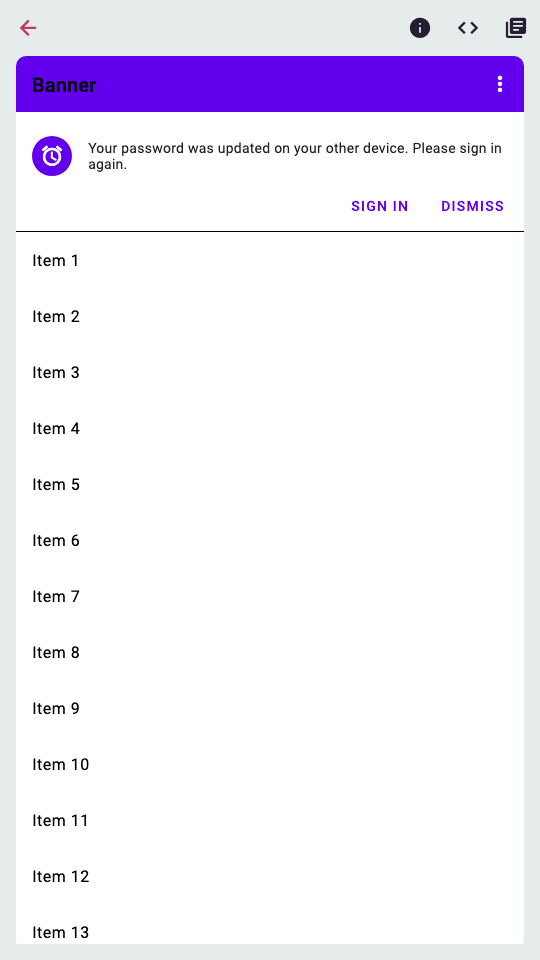 Banner
Your password was updated on your other device. Please sign in
again.
SIGN IN DISMISS
Item 1
Item 2
Item 3
Item 4
Item 5
Item 6
Item 7
Item 8
Item 9
Item 10
Item 11
Item 12
Item 13